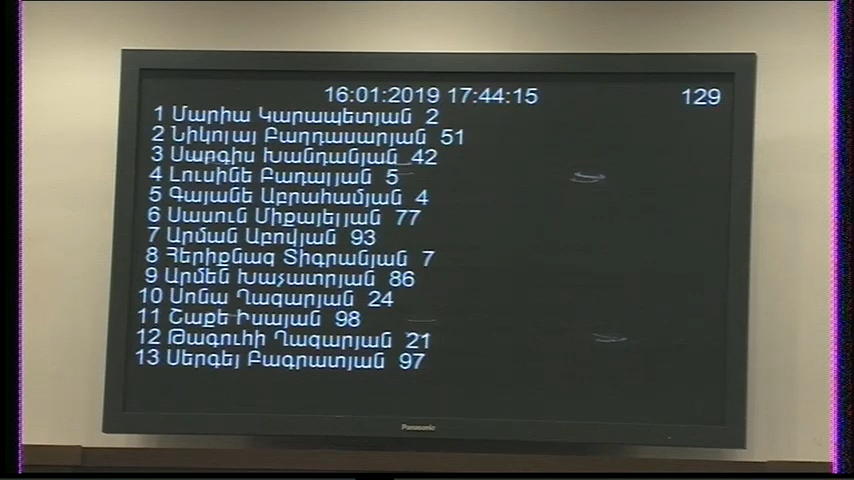 16:01:2019 17:44:15 129
1 Մարիա Կարապետյան 2
2 Նիկոլայ Բաղդասարյան 51
3 Սարգիս Խանդանյան 42
4 Լուսինե Բադալյան 5
5 Գայանե Աբրահամյան 4
6 Սասուն Միքայելյան 77
7 Արման Աբովյան 93
8 Հերիքնազ Տիգրանյան 7
9 Արմեն Խաչատրյան 86
10 Սոնա Ղազարյան 24
11 Շաքե Իսայան 98
12 Թագուհի Ղազարյան 21
13 Սերգեյ Բագրատյան 97
Panasonic